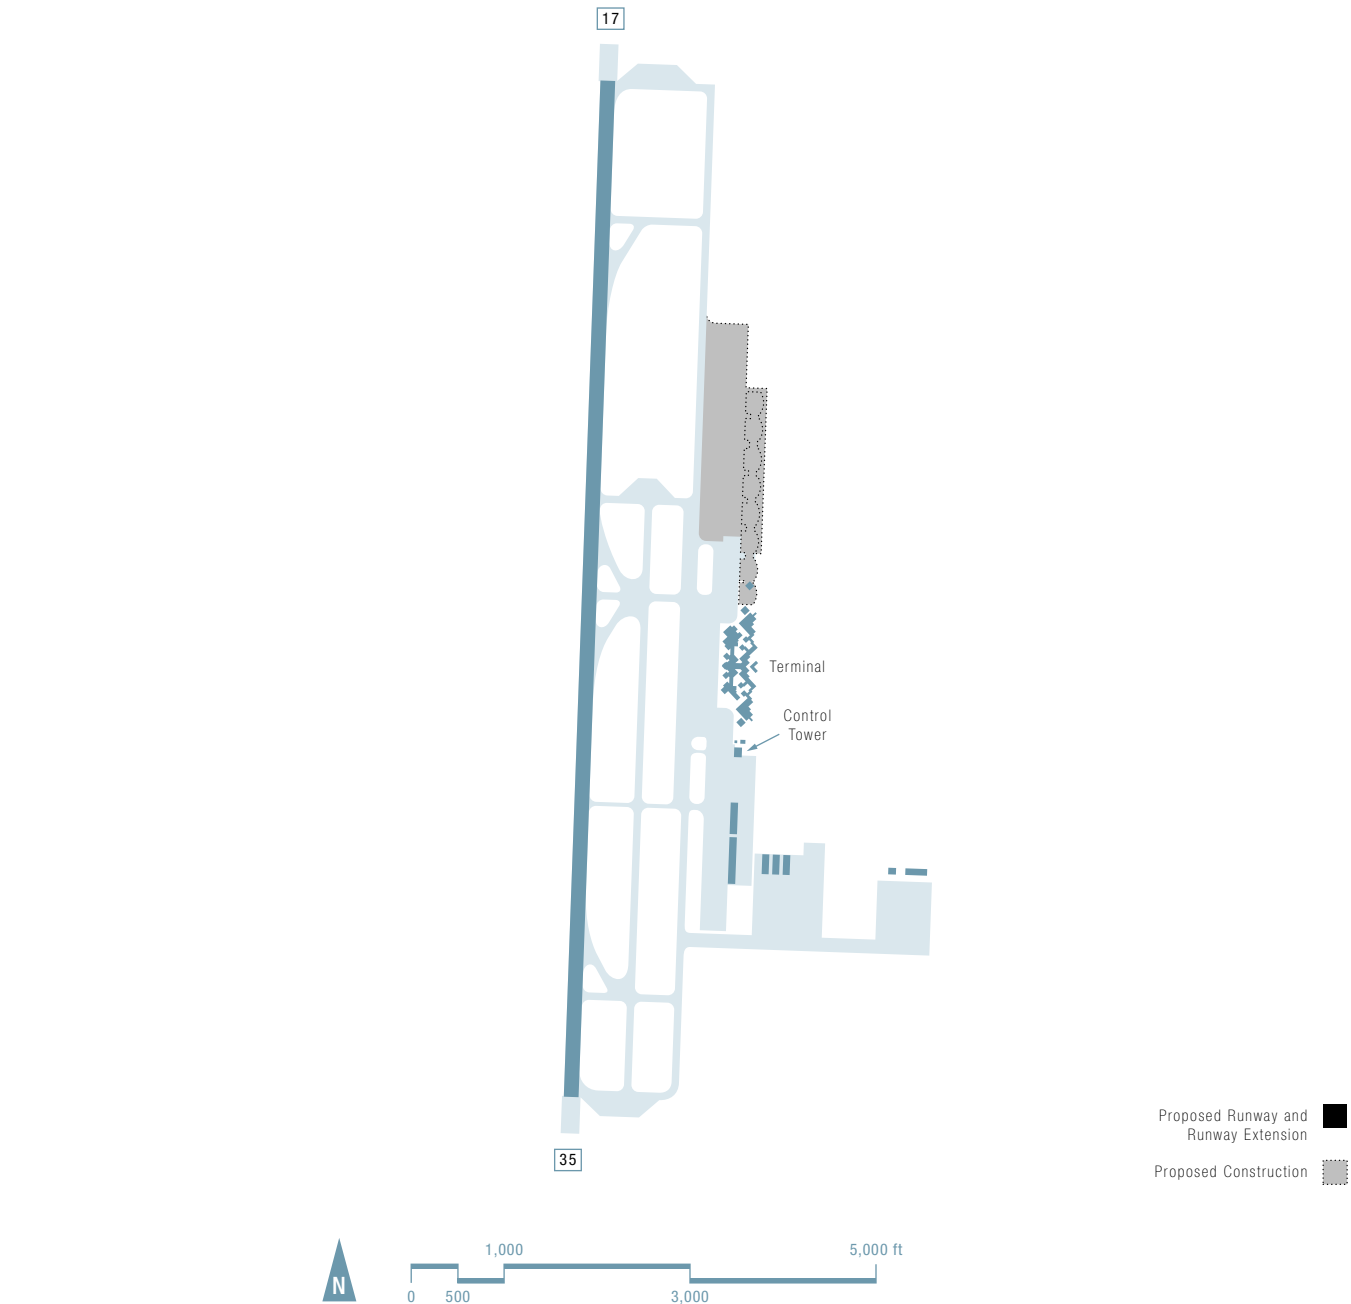 17
Terminal
Control
Tower
35
Proposed Runway and
Runway Extension
Proposed Construction
1,000
5,000 ft
N
0
500
3,000